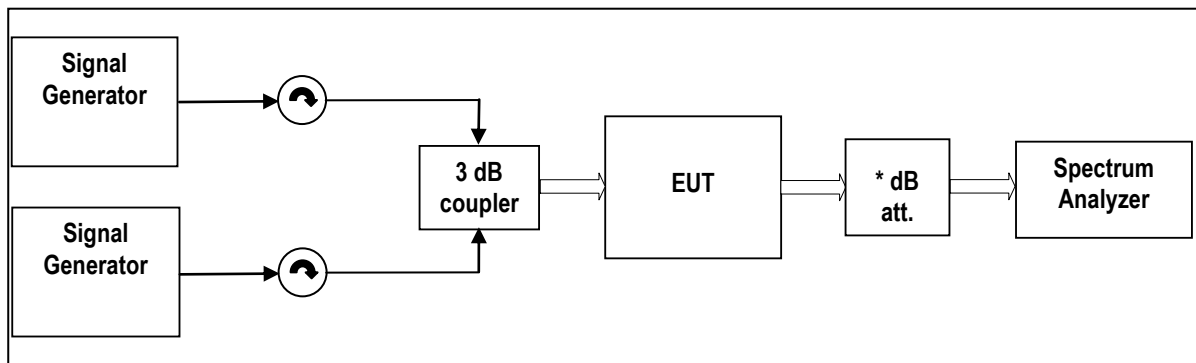 Signal
Generator
3 dB
coupler
EUT
* dB
att.
Spectrum
Analyzer
Signal
Generator